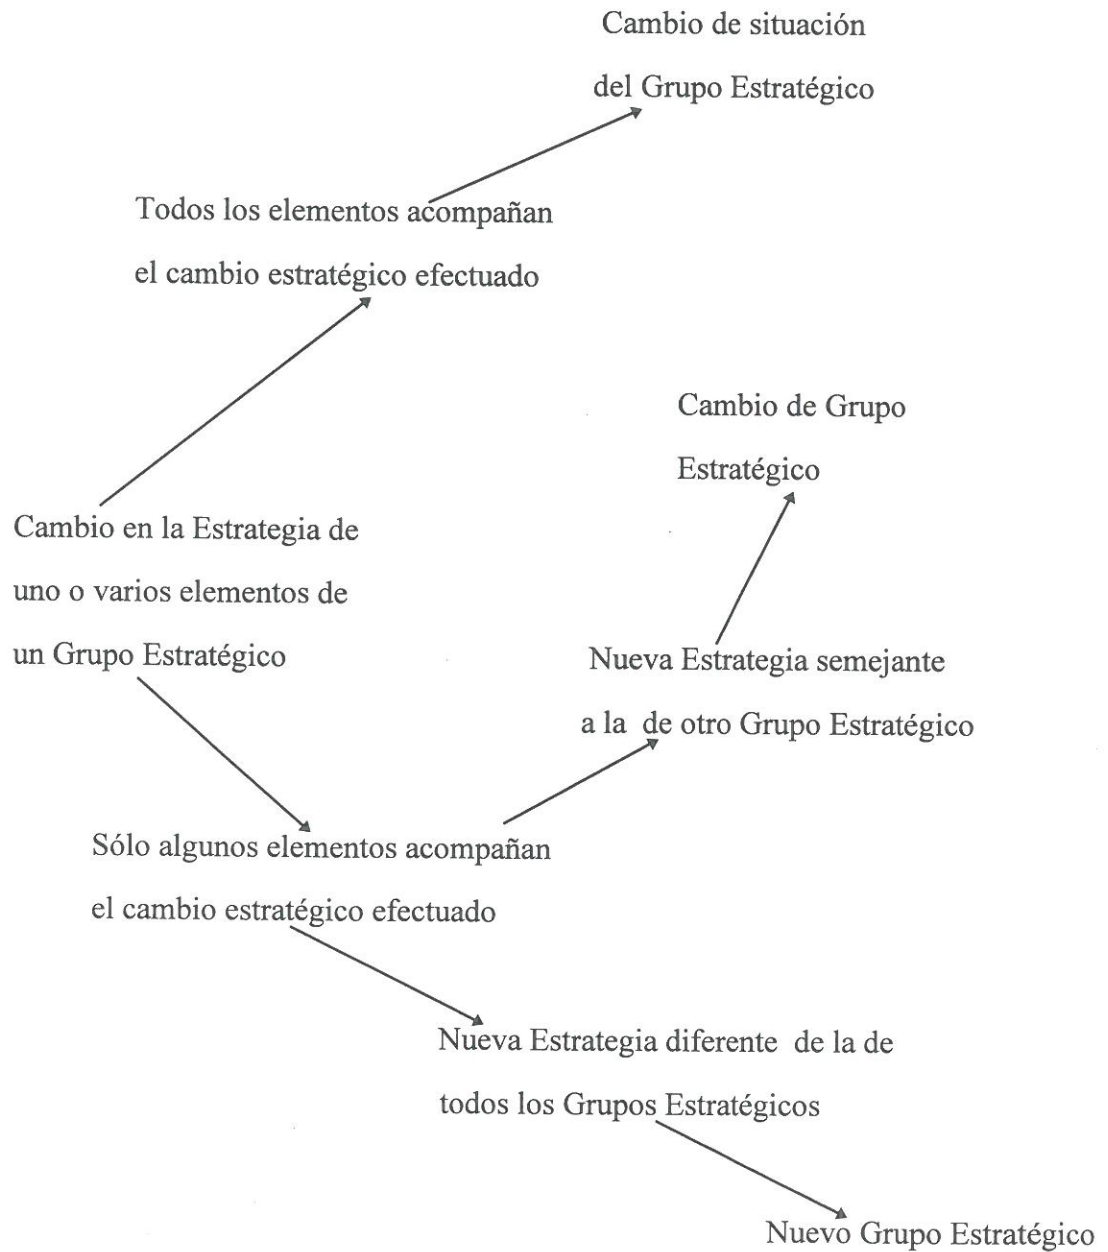 Cambio de situación
del Grupo Estratégico
Todos los elementos acompañan
el cambio estratégico efectuado
Cambio de Grupo
Estratégico
Cambio en la Estrategia de
uno o varios elementos de
un Grupo Estratégico
Nueva Estrategia semejante
a la de otro Grupo Estratégico
Sólo algunos elementos acompañan
el cambio estratégico efectuado
Nueva Estrategia diferente de la de
todos los Grupos Estratégicos
Nuevo Grupo Estratégico